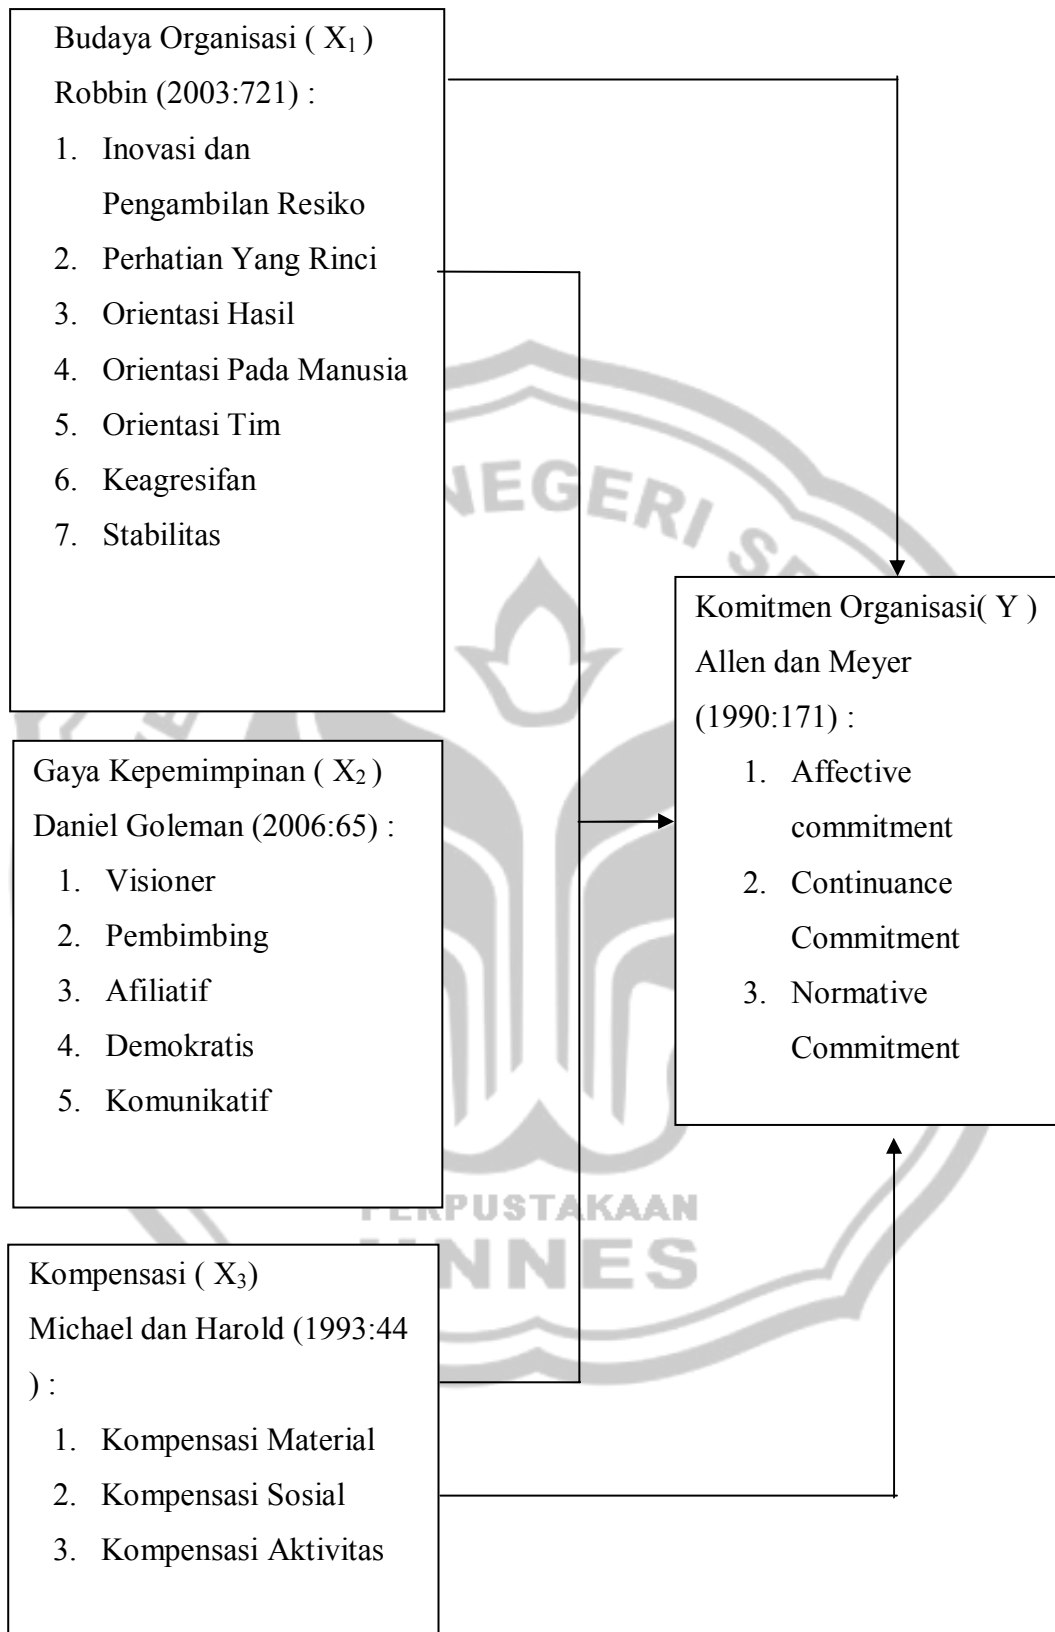 Budaya Organisasi ( X₁ )
Robbin (2003:721) :
1. Inovasi dan
Pengambilan Resiko
2. Perhatian Yang Rinci
3. Orientasi Hasil
4. Orientasi Pada Manusia
5. Orientasi Tim
6. Keagresifan
7. Stabilitas
Gaya Kepemimpinan ( X₂ )
Daniel Goleman (2006:65) :
1. Visioner
2. Pembimbing
3. Afiliatif
4. Demokratis
5. Komunikatif
Kompensasi ( X₃)
Michael dan Harold (1993:44
) :
1. Kompensasi Material
2. Kompensasi Sosial
3. Kompensasi Aktivitas
Komitmen Organisasi( Y )
Allen dan Meyer
(1990:171) :
1. Affective
commitment
2. Continuance
Commitment
3. Normative
Commitment
NEGERI
PERPUSTAKAAN
UNNES